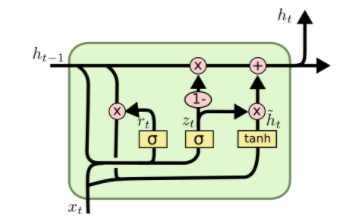 h_t
h_{t-1}
×
+
1-
×
r_t
z_t
×
h̃_t
σ
σ
tanh
x_t